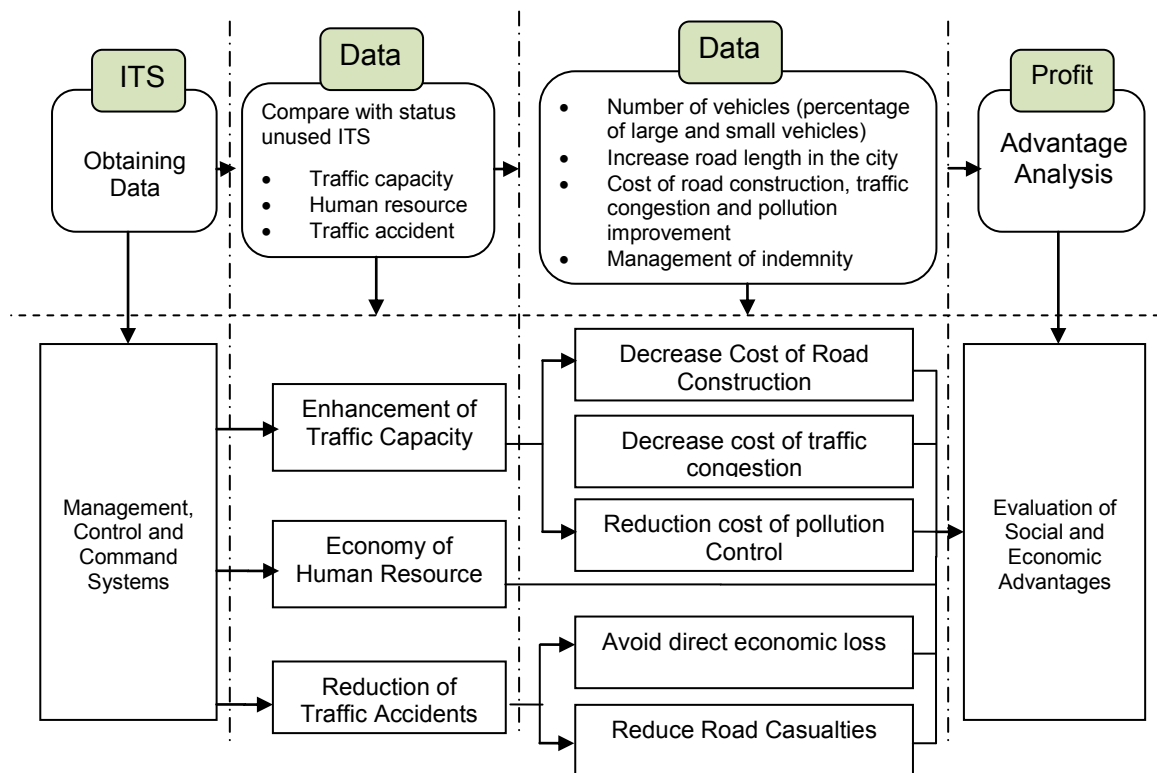 ITS
Obtaining
Data
Data
Compare with status
unused ITS
• Traffic capacity
• Human resource
• Traffic accident
Data
• Number of vehicles (percentage
of large and small vehicles)
• Increase road length in the city
• Cost of road construction, traffic
congestion and pollution
improvement
• Management of indemnity
Profit
Advantage
Analysis
Management,
Control and
Command
Systems
Enhancement of
Traffic Capacity
Economy of
Human Resource
Reduction of
Traffic Accidents
Decrease Cost of Road
Construction
Decrease cost of traffic
congestion
Reduction cost of pollution
Control
Avoid direct economic loss
Reduce Road Casualties
Evaluation of
Social and
Economic
Advantages